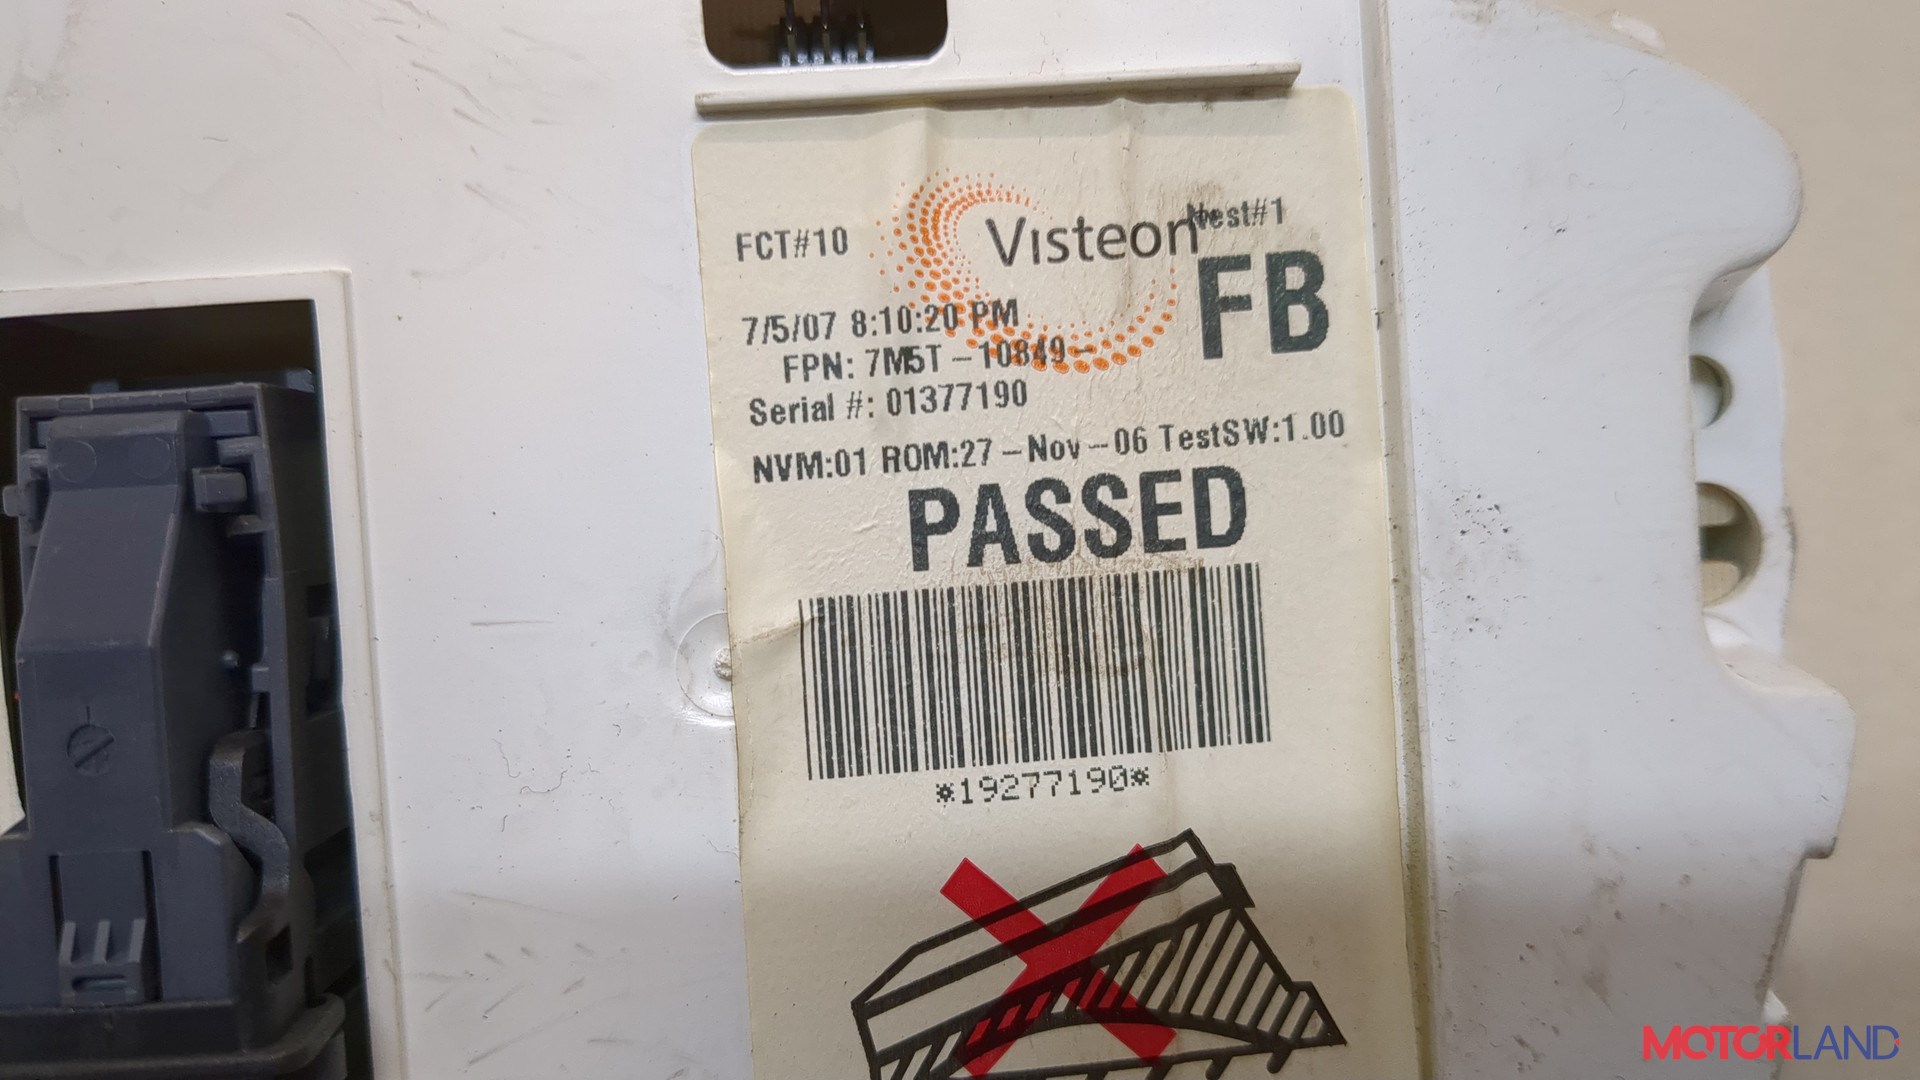 FCT#10
Visteon
Nest#1
FB
7/5/07 8:10:20 PM
FPN: 7M5T-10849-
Serial #: 01377190
NVM:01 ROM:27-Nov-06 TestSW:1.00
PASSED
*19277190*
MOTORLAND